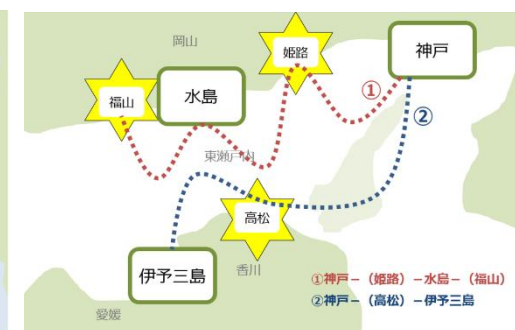 岡山
姫路
神戸
①
福山
水島
②
東瀬戸内
高松
伊予三島
香川
①神戸－（姫路）－水島－（福山）
②神戸－（高松）－伊予三島
愛媛